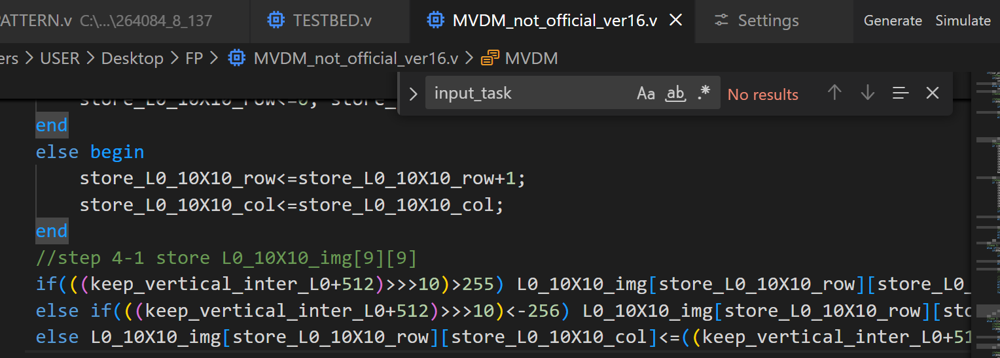 PATTERN.v C:\...\264084_8_137 TESTBED.v MVDM_not_official_ver16.v Settings Generate Simulate
ers > USER > Desktop > FP > MVDM_not_official_ver16.v > MVDM
input_task Aa ab .* No results
store_L0_10X10_row<=0; store_
end
else begin
store_L0_10X10_row<=store_L0_10X10_row+1;
store_L0_10X10_col<=store_L0_10X10_col;
end
//step 4-1 store L0_10X10_img[9][9]
if(((keep_vertical_inter_L0+512)>>>10)>255) L0_10X10_img[store_L0_10X10_row][store_L0_
else if(((keep_vertical_inter_L0+512)>>>10)<-256) L0_10X10_img[store_L0_10X10_row][sto
else L0_10X10_img[store_L0_10X10_row][store_L0_10X10_col]<=((keep_vertical_inter_L0+51